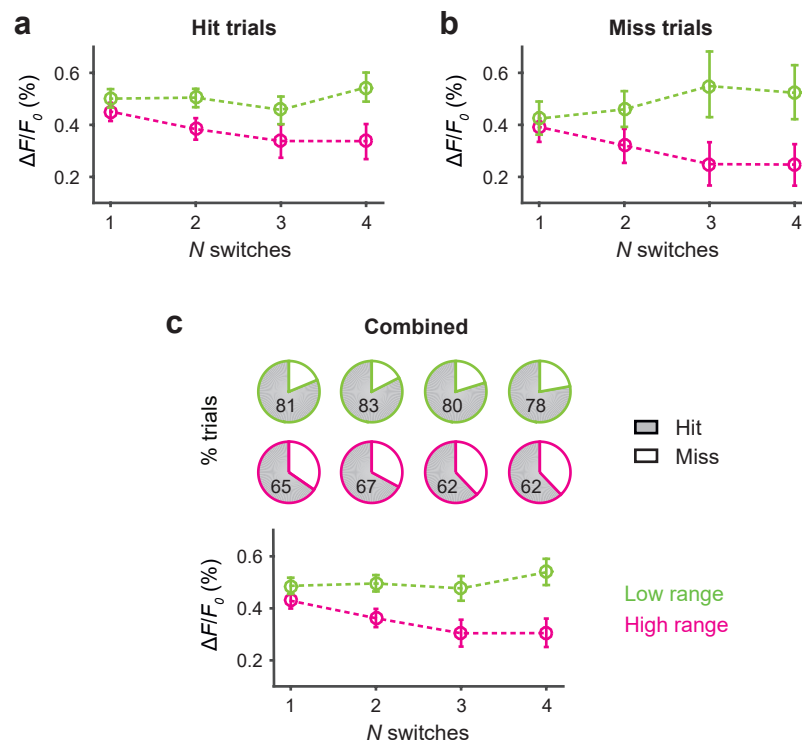 a
Hit trials
ΔF/F0 (%)
0.6
0.4
0.2
1 2 3 4
N switches
b
Miss trials
ΔF/F0 (%)
0.6
0.4
0.2
1 2 3 4
N switches
c
Combined
% trials
81 83 80 78
65 67 62 62
Hit
Miss
ΔF/F0 (%)
0.6
0.4
0.2
1 2 3 4
N switches
Low range
High range